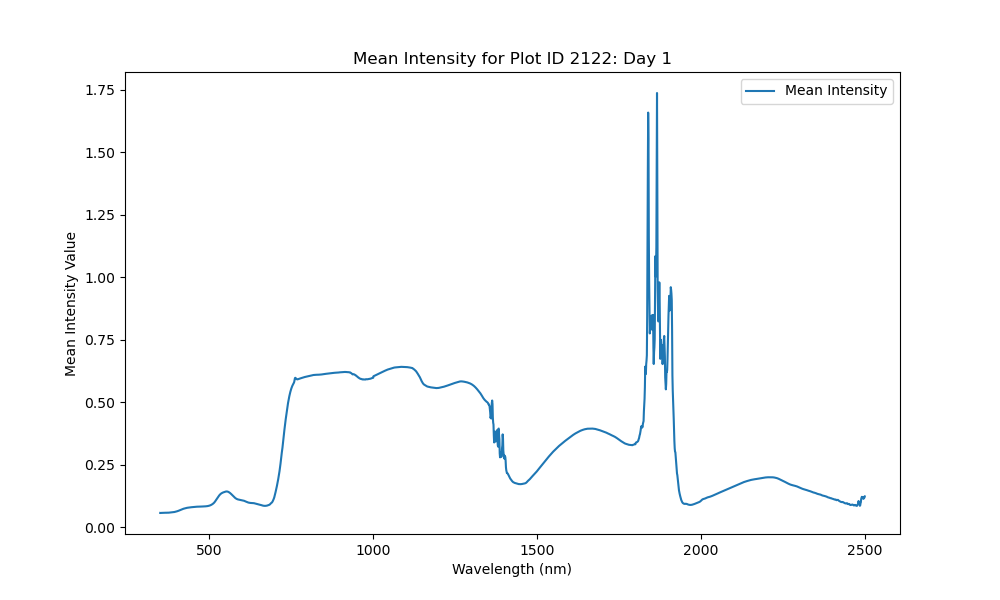 Mean Intensity for Plot ID 2122: Day 1
Mean Intensity
Mean Intensity Value
1.75
1.50
1.25
1.00
0.75
0.50
0.25
0.00
500 1000 1500 2000 2500
Wavelength (nm)